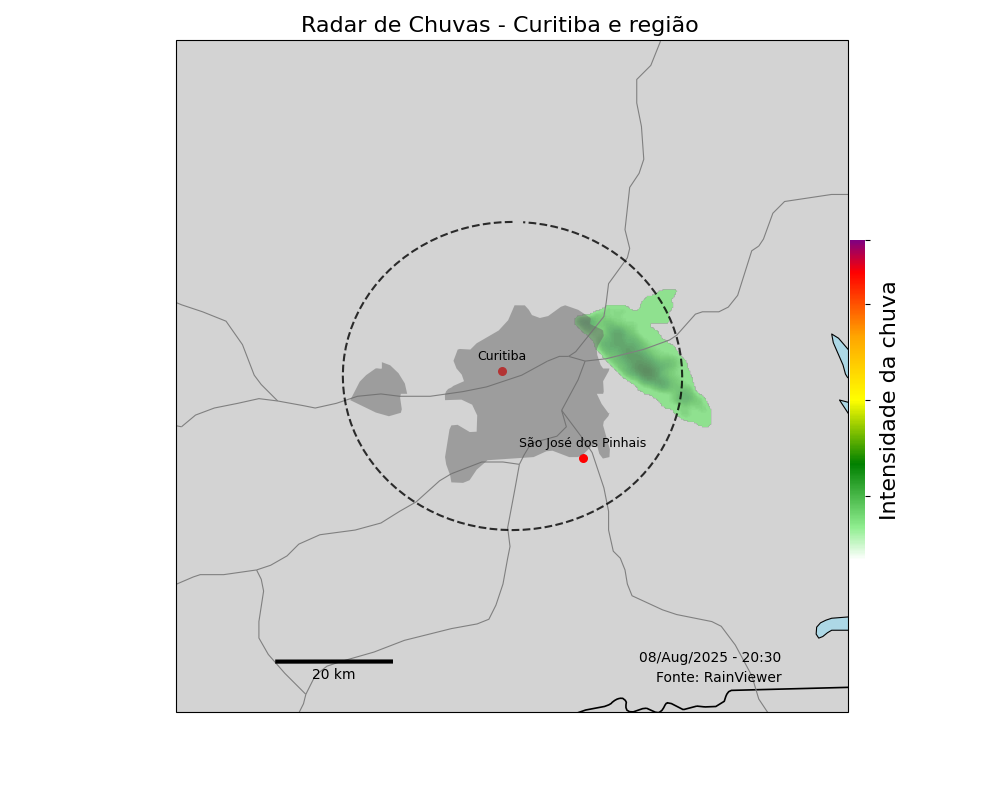 Radar de Chuvas - Curitiba e região
Curitiba
São José dos Pinhais
Intensidade da chuva
20 km
08/Aug/2025 - 20:30
Fonte: RainViewer